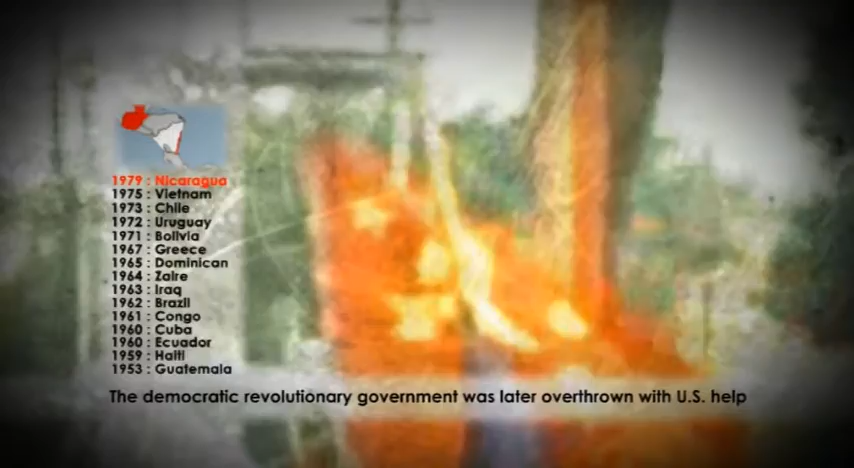 1979 : Nicaragua
1975 : Vietnam
1973 : Chile
1972 : Uruguay
1971 : Bolivia
1967 : Greece
1965 : Dominican
1964 : Zaire
1963 : Iraq
1962 : Brazil
1961 : Congo
1960 : Cuba
1960 : Ecuador
1959 : Haiti
1953 : Guatemala
The democratic revolutionary government was later overthrown with U.S. help